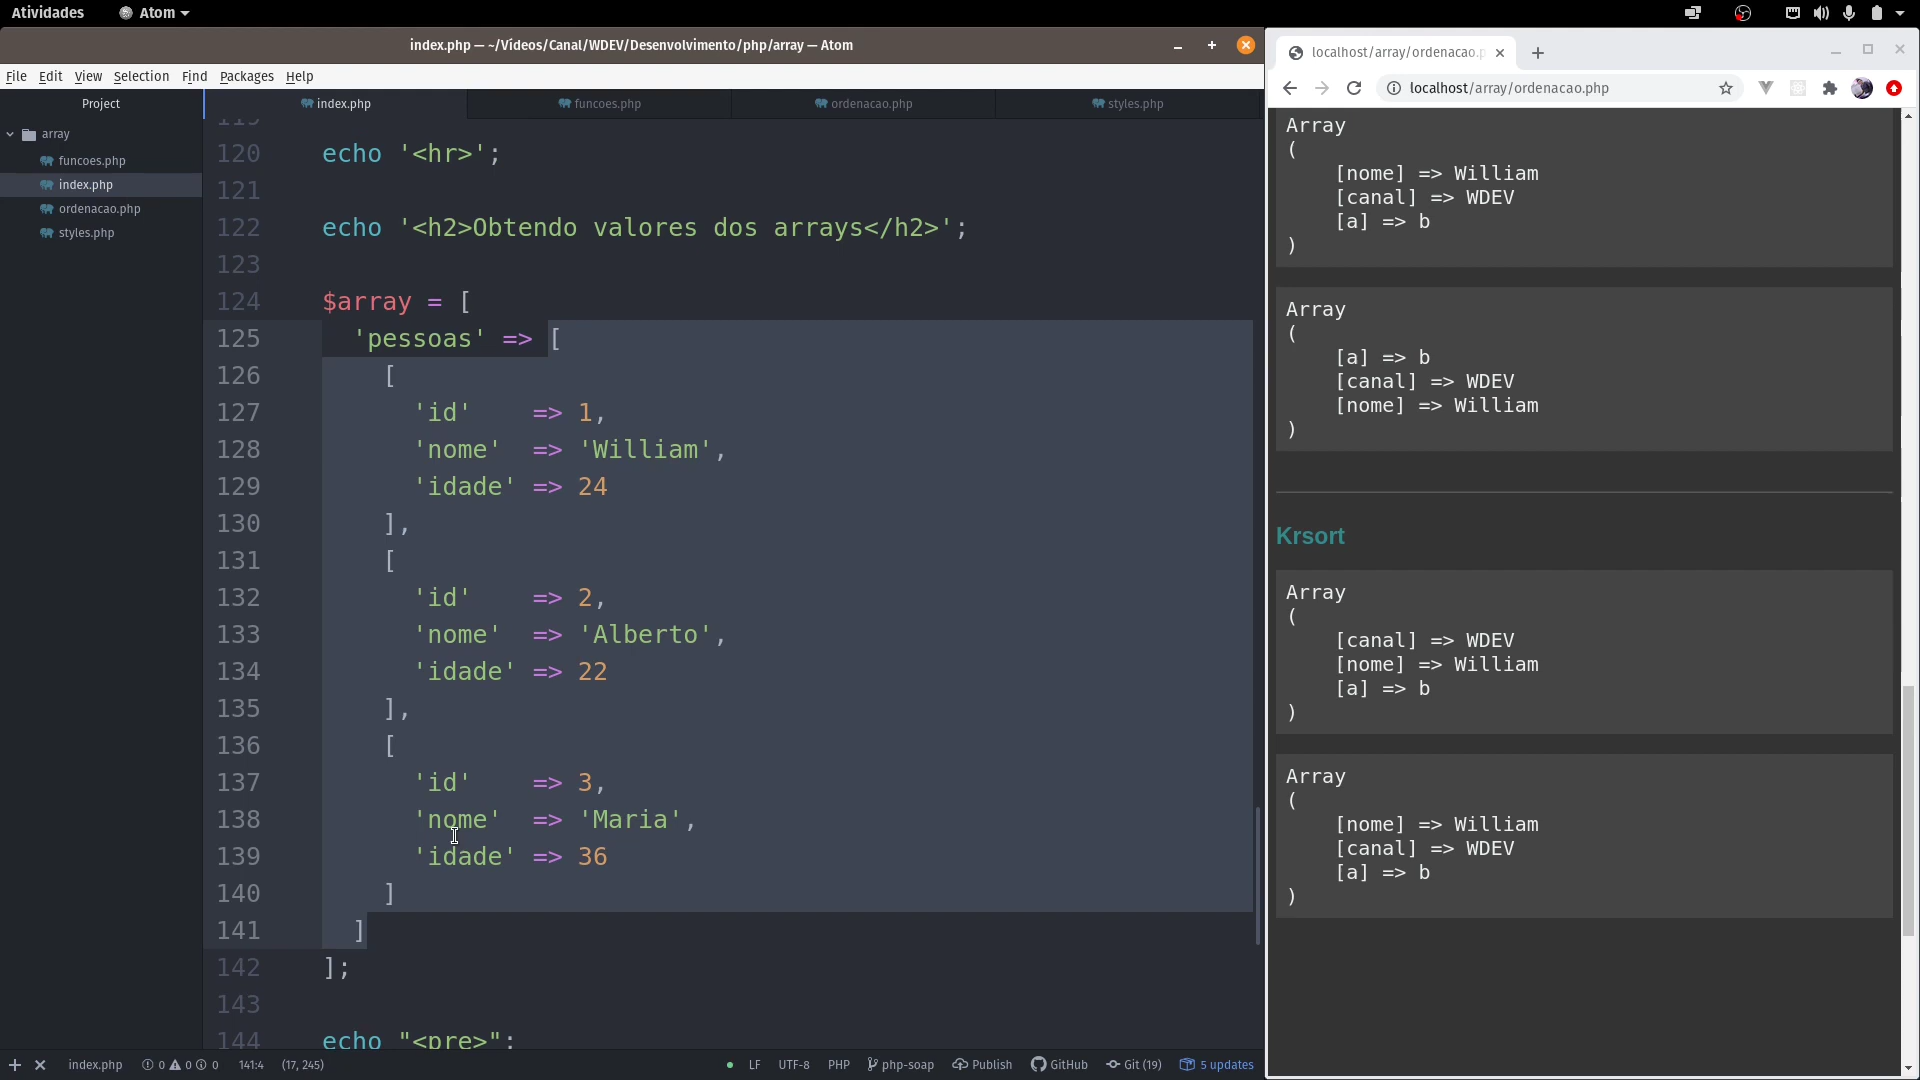 Atividades
Atom
index.php — ~/Vídeos/Canal/WDEV/Desenvolvimento/php/array — Atom
File Edit View Selection Find Packages Help
Project
array
funcoes.php
index.php
ordenacao.php
styles.php
index.php
funcoes.php
ordenacao.php
styles.php
119
120 echo '<hr>';
121
122 echo '<h2>Obtendo valores dos arrays</h2>';
123
124 $array = [
125 'pessoas' => [
126 [
127 'id' => 1,
128 'nome' => 'William',
129 'idade' => 24
130 ],
131 [
132 'id' => 2,
133 'nome' => 'Alberto',
134 'idade' => 22
135 ],
136 [
137 'id' => 3,
138 'nome' => 'Maria',
139 'idade' => 36
140 ]
141 ]
142 ];
143
144 echo "<pre>";
index.php 0 0 0 141:4 (17, 245)
LF UTF-8 PHP php-soap Publish GitHub Git (19) 5 updates
localhost/array/ordenacao.p
localhost/array/ordenacao.php
Array
(
[nome] => William
[canal] => WDEV
[a] => b
)
Array
(
[a] => b
[canal] => WDEV
[nome] => William
)
Krsort
Array
(
[canal] => WDEV
[nome] => William
[a] => b
)
Array
(
[nome] => William
[canal] => WDEV
[a] => b
)